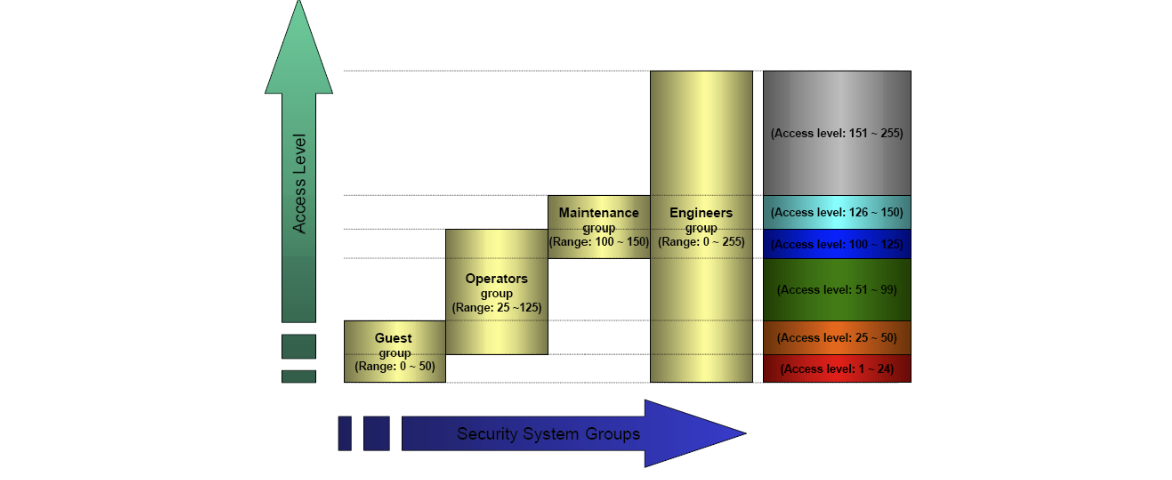 Access Level
(Access level: 151 ~ 255)
Maintenance
group
(Range: 100 ~ 150)
Engineers
group
(Range: 0 ~ 255)
(Access level: 126 ~ 150)
(Access level: 100 ~ 125)
Operators
group
(Range: 25 ~125)
(Access level: 51 ~ 99)
Guest
group
(Range: 0 ~ 50)
(Access level: 25 ~ 50)
(Access level: 1 ~ 24)
Security System Groups